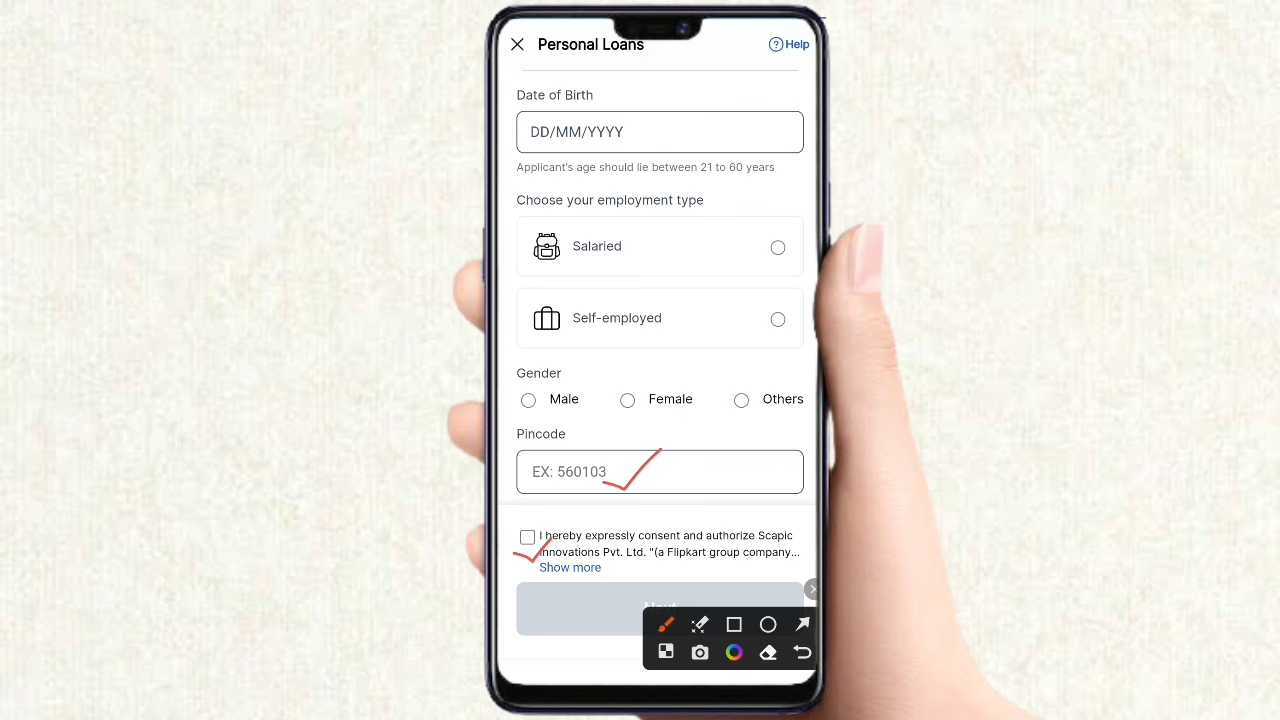 Personal Loans
Help
Date of Birth
DD/MM/YYYY
Applicant's age should lie between 21 to 60 years
Choose your employment type
Salaried
Self-employed
Gender
Male Female Others
Pincode
EX: 560103
I hereby expressly consent and authorize Scapic
Innovations Pvt. Ltd. "(a Flipkart group company...
Show more
Next